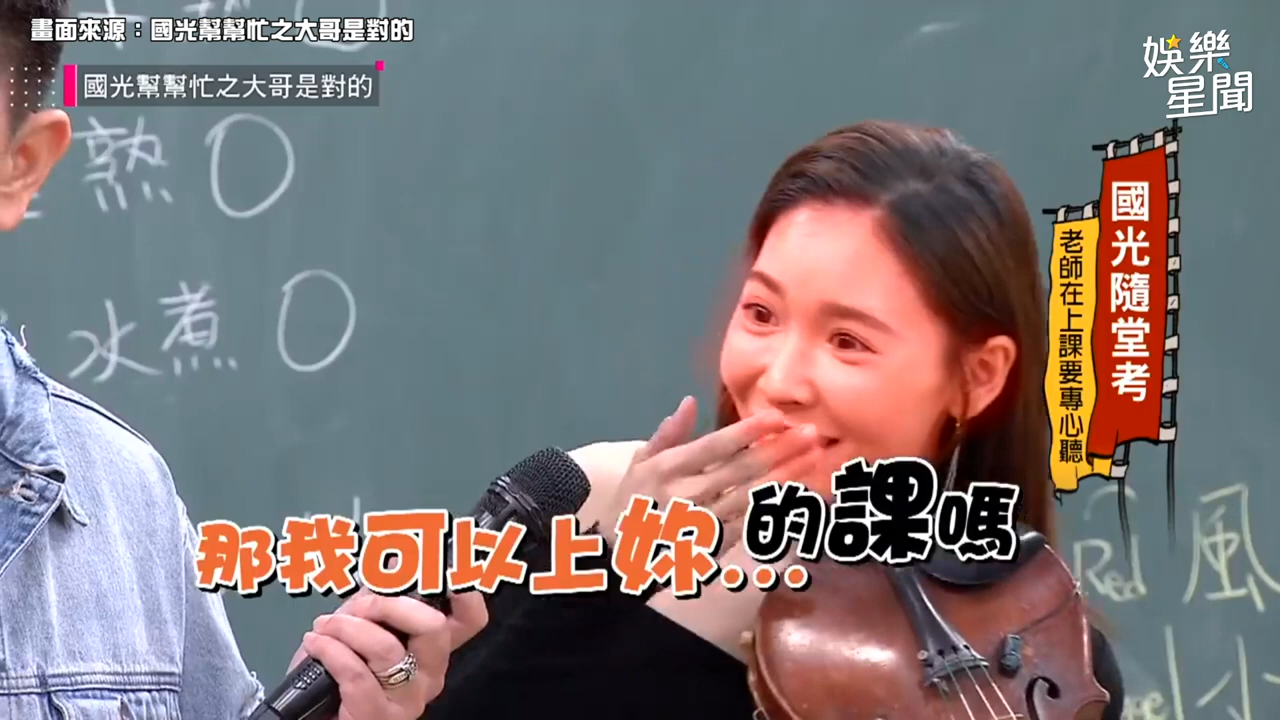 畫面來源：國光幫幫忙之大哥是對的
國光幫幫忙之大哥是對的
娛樂
星聞
國光隨堂考
老師在上課要專心聽
熟 〇
水煮 〇
Red 風
小
那我可以上妳...的課嗎